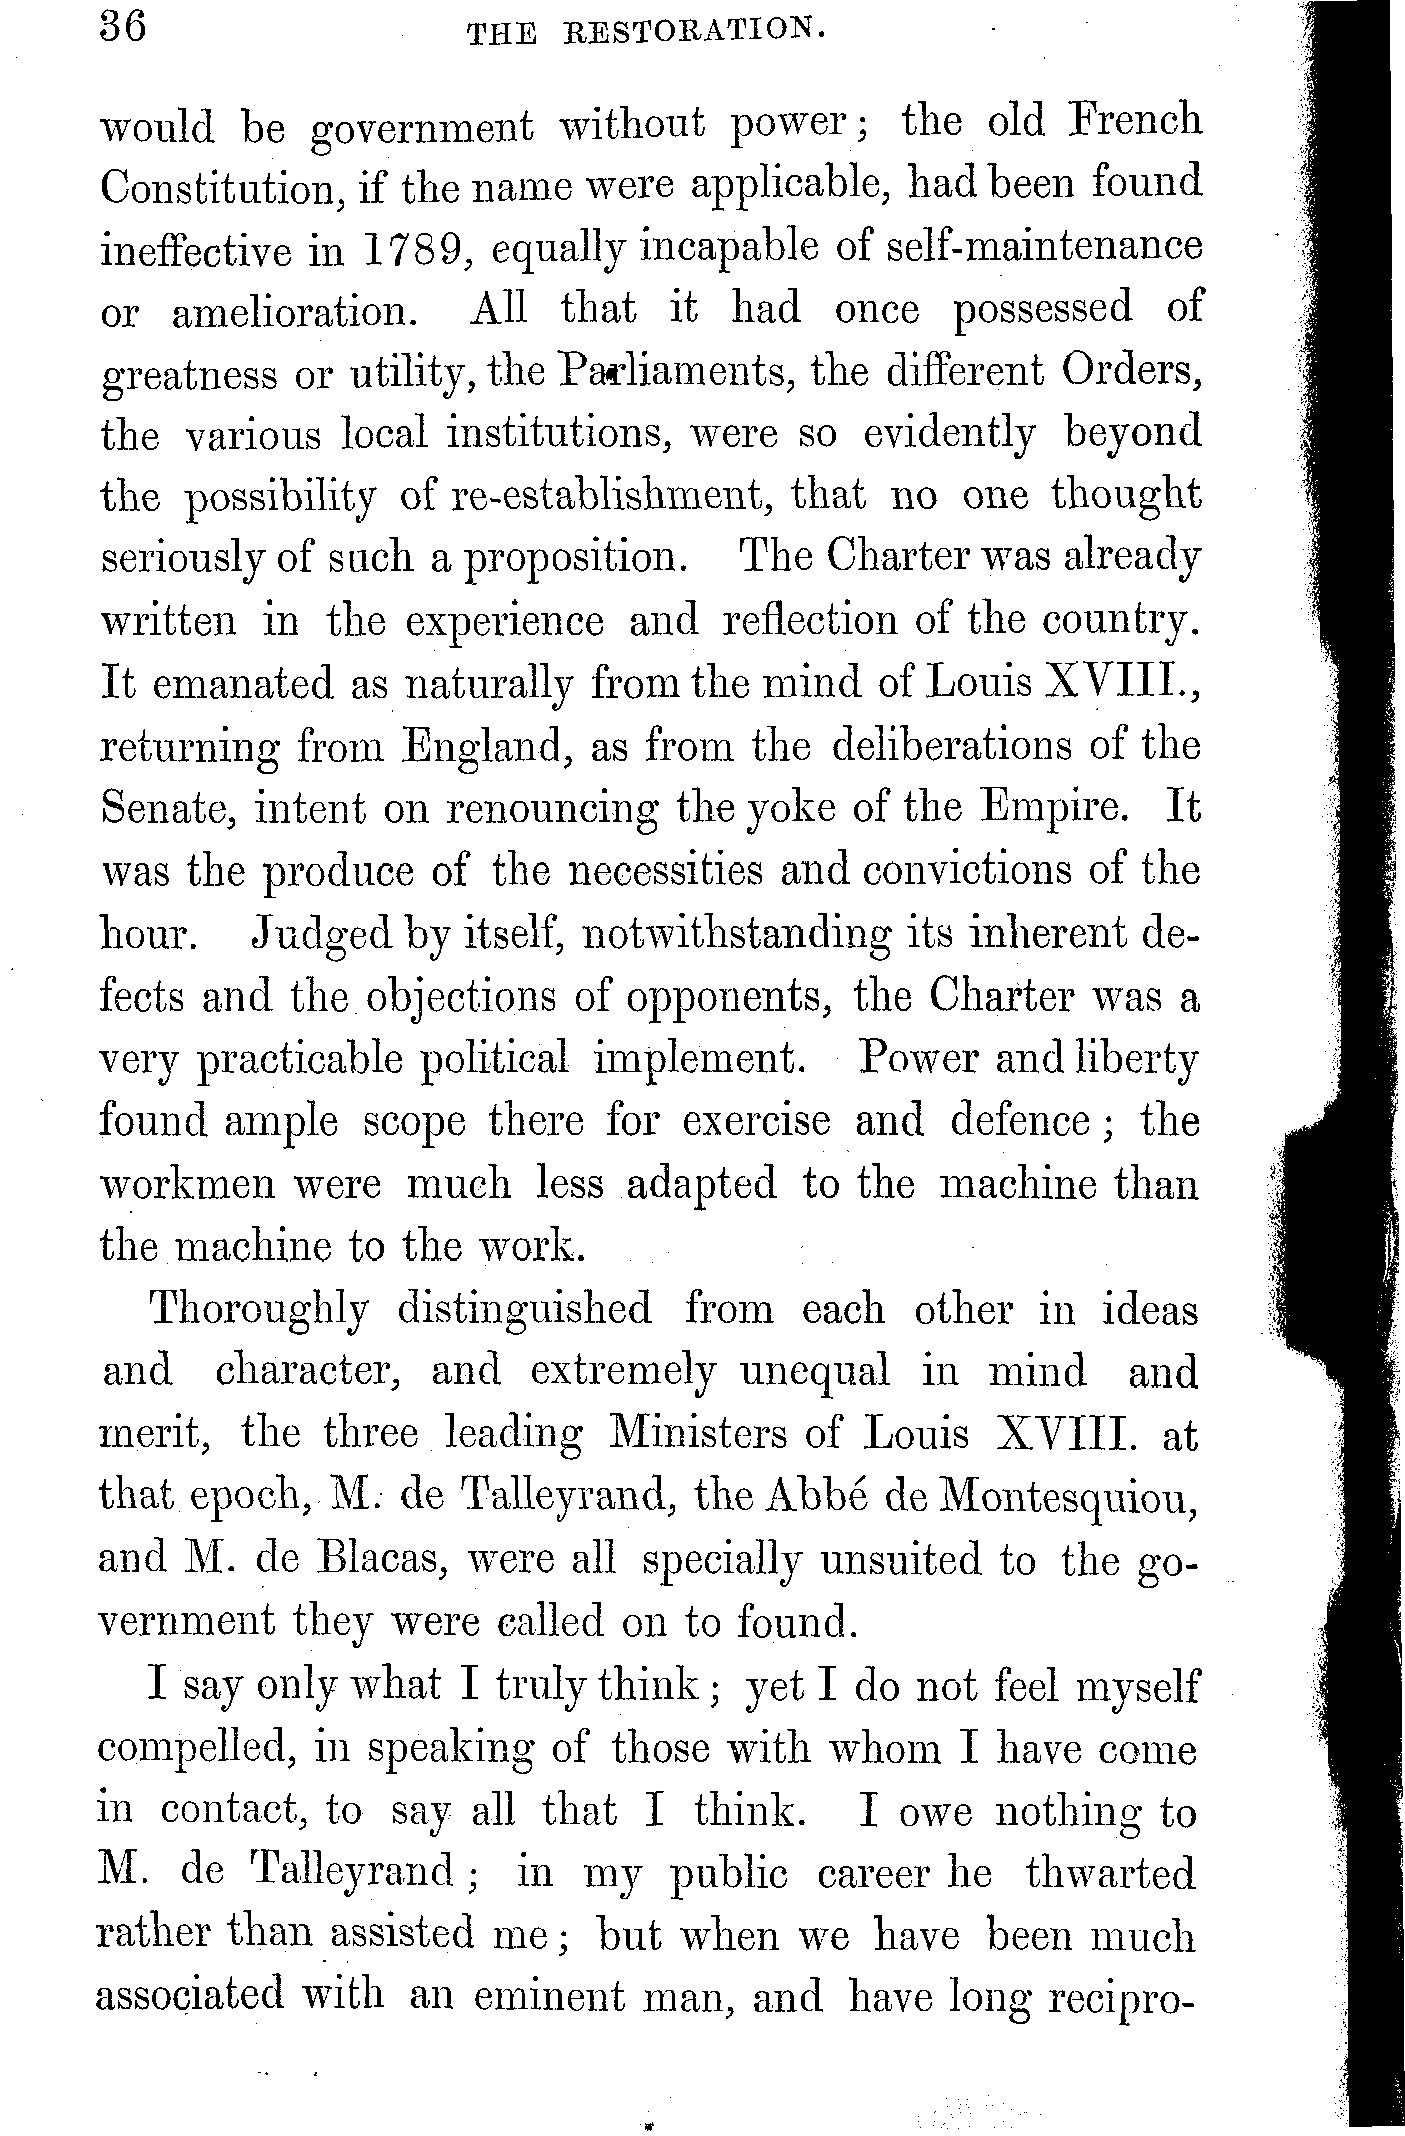 36 THE RESTORATION.
would be government without power; the old French
Constitution, if the name were applicable, had been found
ineffective in 1789, equally incapable of self-maintenance
or amelioration. All that it had once possessed of
greatness or utility, the Parliaments, the different Orders,
the various local institutions, were so evidently beyond
the possibility of re-establishment, that no one thought
seriously of such a proposition. The Charter was already
written in the experience and reflection of the country.
It emanated as naturally from the mind of Louis XVIII.,
returning from England, as from the deliberations of the
Senate, intent on renouncing the yoke of the Empire. It
was the produce of the necessities and convictions of the
hour. Judged by itself, notwithstanding its inherent de-
fects and the objections of opponents, the Charter was a
very practicable political implement. Power and liberty
found ample scope there for exercise and defence; the
workmen were much less adapted to the machine than
the machine to the work.
Thoroughly distinguished from each other in ideas
and character, and extremely unequal in mind and
merit, the three leading Ministers of Louis XVIII. at
that epoch, M. de Talleyrand, the Abbé de Montesquiou,
and M. de Blacas, were all specially unsuited to the go-
vernment they were called on to found.
I say only what I truly think; yet I do not feel myself
compelled, in speaking of those with whom I have come
in contact, to say all that I think. I owe nothing to
M. de Talleyrand; in my public career he thwarted
rather than assisted me; but when we have been much
associated with an eminent man, and have long recipro-